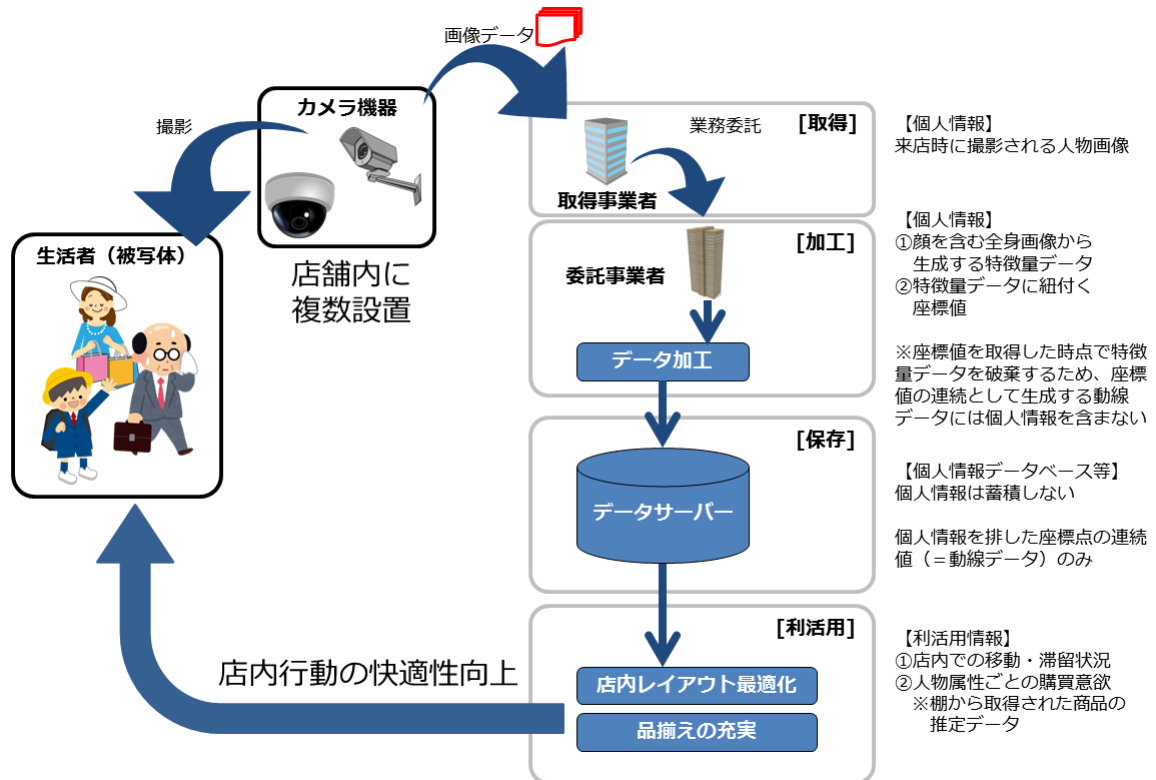 画像データ
カメラ機器
撮影
店舗内に
複数設置
生活者（被写体）
[取得]
業務委託
取得事業者
【個人情報】
来店時に撮影される人物画像
[加工]
委託事業者
データ加工
【個人情報】
①顔を含む全身画像から
生成する特徴量データ
②特徴量データに紐付く
座標値
※座標値を取得した時点で特徴
量データを破棄するため、座標
値の連続として生成する動線
データには個人情報を含まない
[保存]
データサーバー
【個人情報データベース等】
個人情報は蓄積しない
個人情報を排した座標点の連続
値（＝動線データ）のみ
[利活用]
店内レイアウト最適化
品揃えの充実
【利活用情報】
①店内での移動・滞留状況
②人物属性ごとの購買意欲
※棚から取得された商品の
推定データ
店内行動の快適性向上